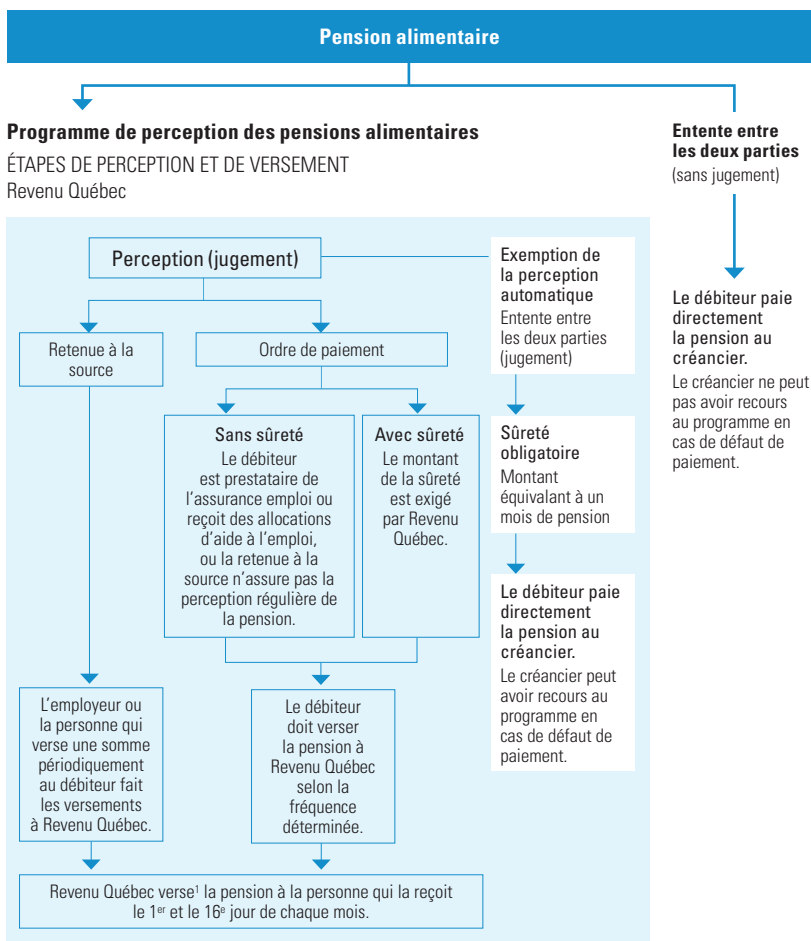 Pension alimentaire
Programme de perception des pensions alimentaires
ÉTAPES DE PERCEPTION ET DE VERSEMENT
Revenu Québec
Entente entre
les deux parties
(sans jugement)
Perception (jugement)
Exemption de
la perception
automatique
Entente entre
les deux parties
(jugement)
Le débiteur paie
directement
la pension au
créancier.
Le créancier ne peut
pas avoir recours
au programme en
cas de défaut de
paiement.
Retenue à la
source
Ordre de paiement
Sans sûreté
Le débiteur
est prestataire de
l’assurance emploi ou
reçoit des allocations
d’aide à l’emploi,
ou la retenue à la
source n’assure pas la
perception régulière de
la pension.
Avec sûreté
Le montant
de la sûreté
est exigé
par Revenu
Québec.
Sûreté
obligatoire
Montant
équivalant à un
mois de pension
Le débiteur paie
directement
la pension au
créancier.
Le créancier peut
avoir recours au
programme en
cas de défaut de
paiement.
L’employeur ou
la personne qui
verse une somme
périodiquement
au débiteur fait
les versements
à Revenu Québec.
Le débiteur
doit verser
la pension à
Revenu Québec
selon la
fréquence
déterminée.
Revenu Québec verse¹ la pension à la personne qui la reçoit
le 1er et le 16e jour de chaque mois.